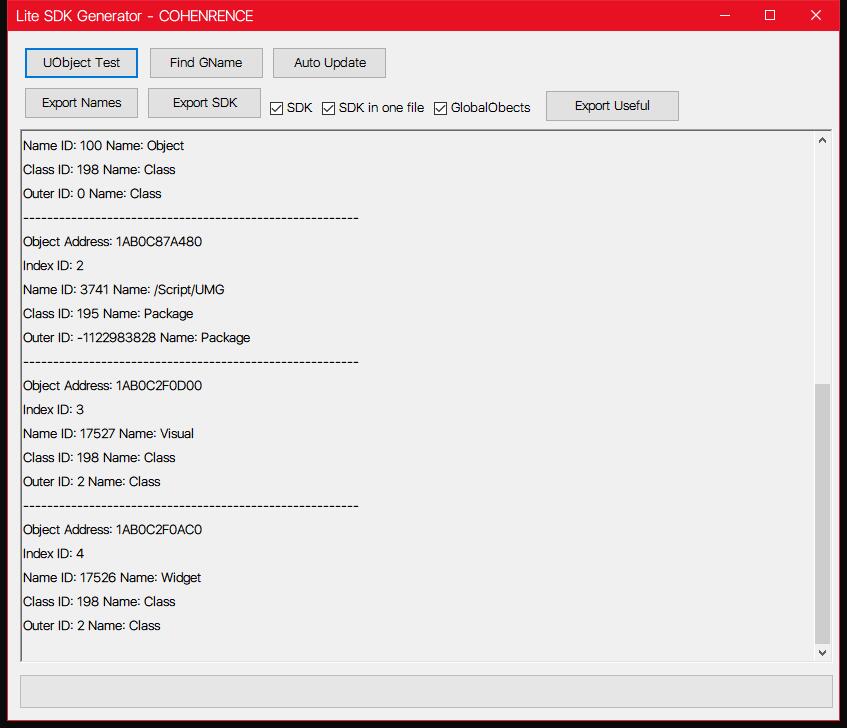 Lite SDK Generator - COHENRENCE
UObject Test
Find GName
Auto Update
Export Names
Export SDK
SDK
SDK in one file
GlobalObects
Export Useful
Name ID: 100 Name: Object
Class ID: 198 Name: Class
Outer ID: 0 Name: Class
--------------------------------------------------------
Object Address: 1AB0C87A480
Index ID: 2
Name ID: 3741 Name: /Script/UMG
Class ID: 195 Name: Package
Outer ID: -1122983828 Name: Package
--------------------------------------------------------
Object Address: 1AB0C2F0D00
Index ID: 3
Name ID: 17527 Name: Visual
Class ID: 198 Name: Class
Outer ID: 2 Name: Class
--------------------------------------------------------
Object Address: 1AB0C2F0AC0
Index ID: 4
Name ID: 17526 Name: Widget
Class ID: 198 Name: Class
Outer ID: 2 Name: Class